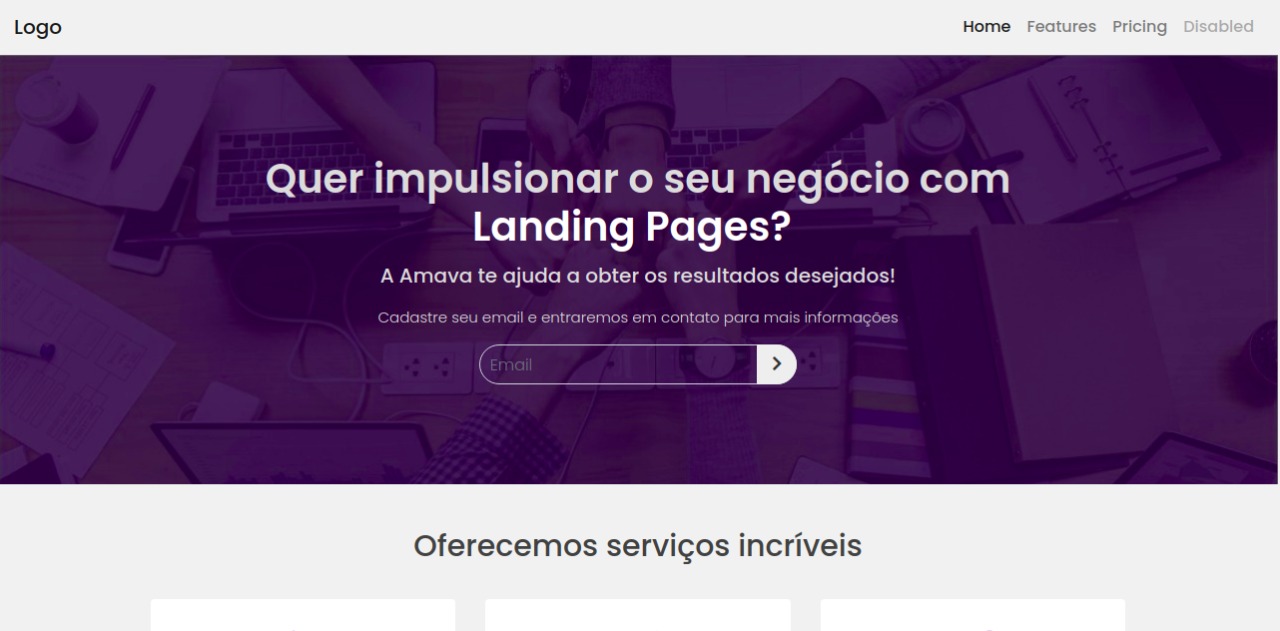 Logo
Home Features Pricing Disabled
Quer impulsionar o seu negócio com
Landing Pages?
A Amava te ajuda a obter os resultados desejados!
Cadastre seu email e entraremos em contato para mais informações
Email
Oferecemos serviços incríveis